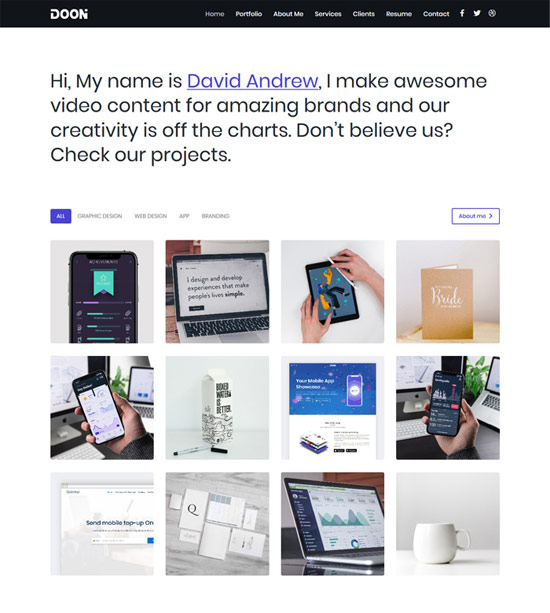 DOON
Home Portfolio About Me Services Clients Resume Contact
Hi, My name is David Andrew, I make awesome
video content for amazing brands and our
creativity is off the charts. Don’t believe us?
Check our projects.
ALL GRAPHIC DESIGN WEB DESIGN APP BRANDING
About me
ACHIEVEMENTS
I design and develop
experiences that make
people's lives simple.
Bride
BOXED
WATER
IS
BETTER.
Your Mobile App
Showcase
Send mobile top-up On
Q